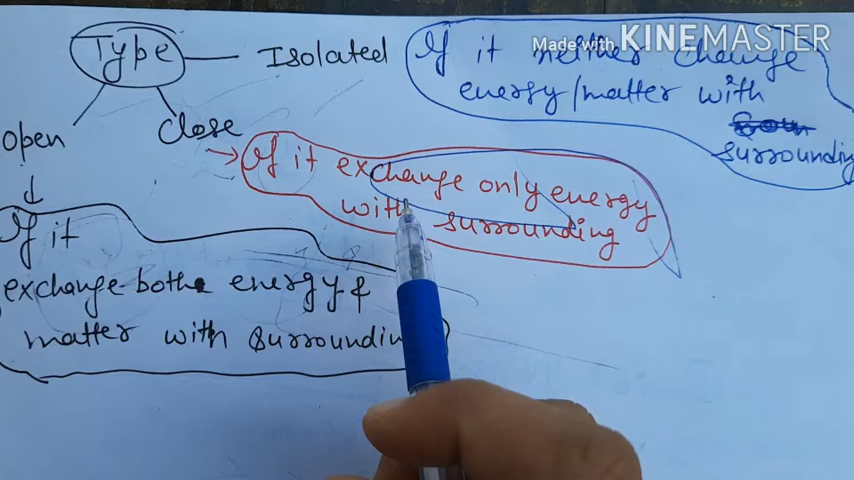 Made with KINEMASTER
Type
Isolated
If it neither change
energy/matter with
surrounding
open
Close
If it exchange only energy
with surrounding
If it
exchange both energy &
matter with surroundin